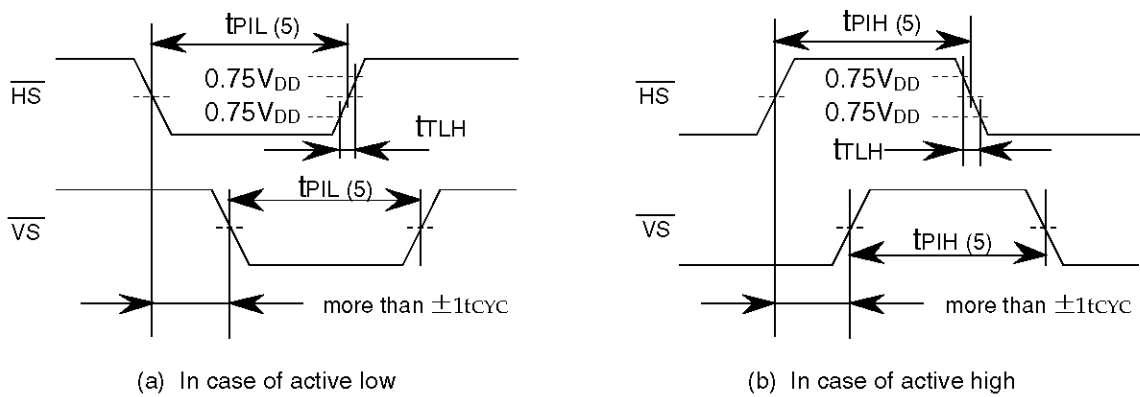 tPIL (5)
HS
0.75VDD
0.75VDD
tTLH
tPIL (5)
VS
more than ±1tCYC
(a) In case of active low
tPIH (5)
HS
0.75VDD
0.75VDD
tTLH
VS
tPIH (5)
more than ±1tCYC
(b) In case of active high